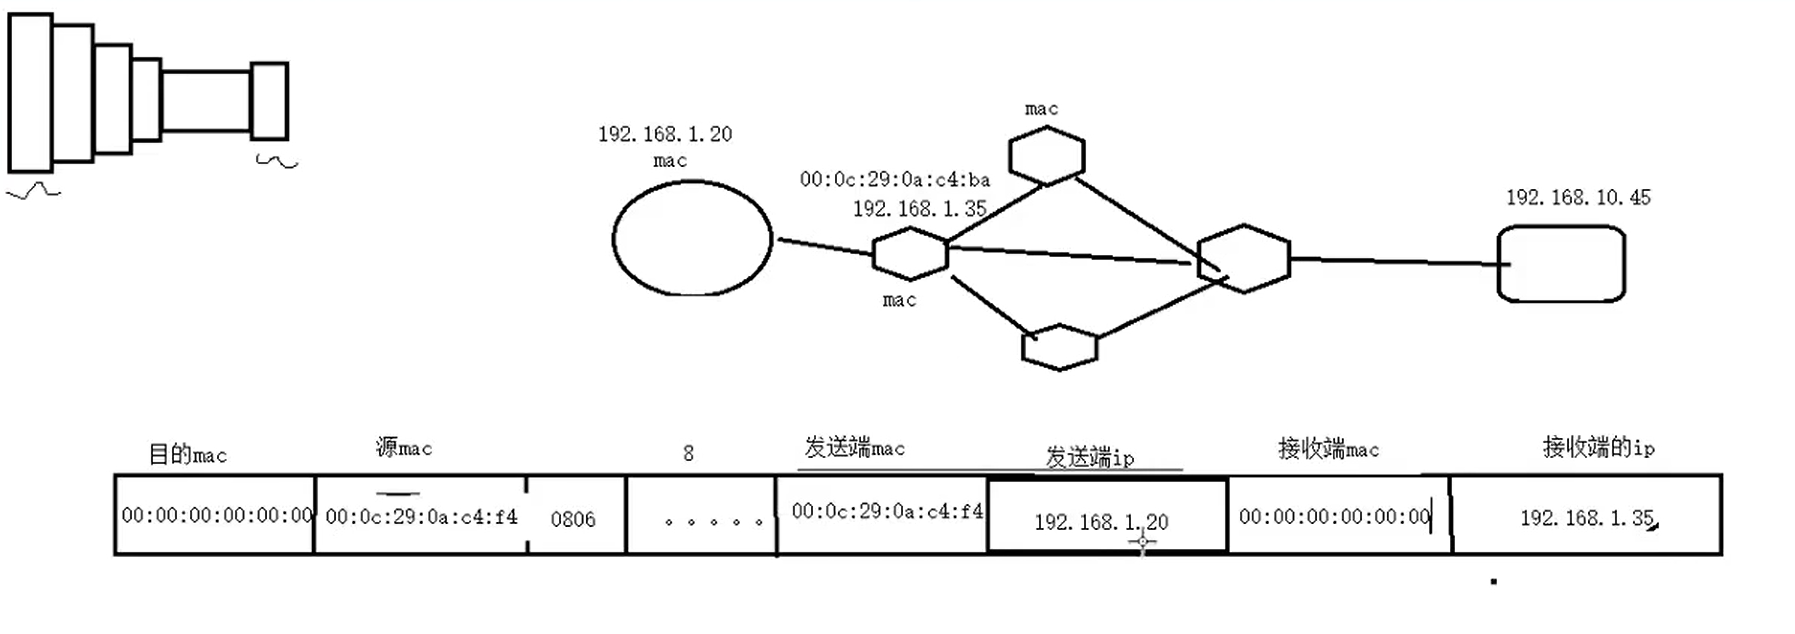 mac
192.168.1.20
mac
00:0c:29:0a:c4:ba
192.168.1.35
192.168.10.45
mac
目的mac
源mac
8
发送端mac
发送端ip
接收端mac
接收端的ip
00:00:00:00:00:00
00:0c:29:0a:c4:f4
0806
。。。。。
00:0c:29:0a:c4:f4
192.168.1.20
00:00:00:00:00:00
192.168.1.35